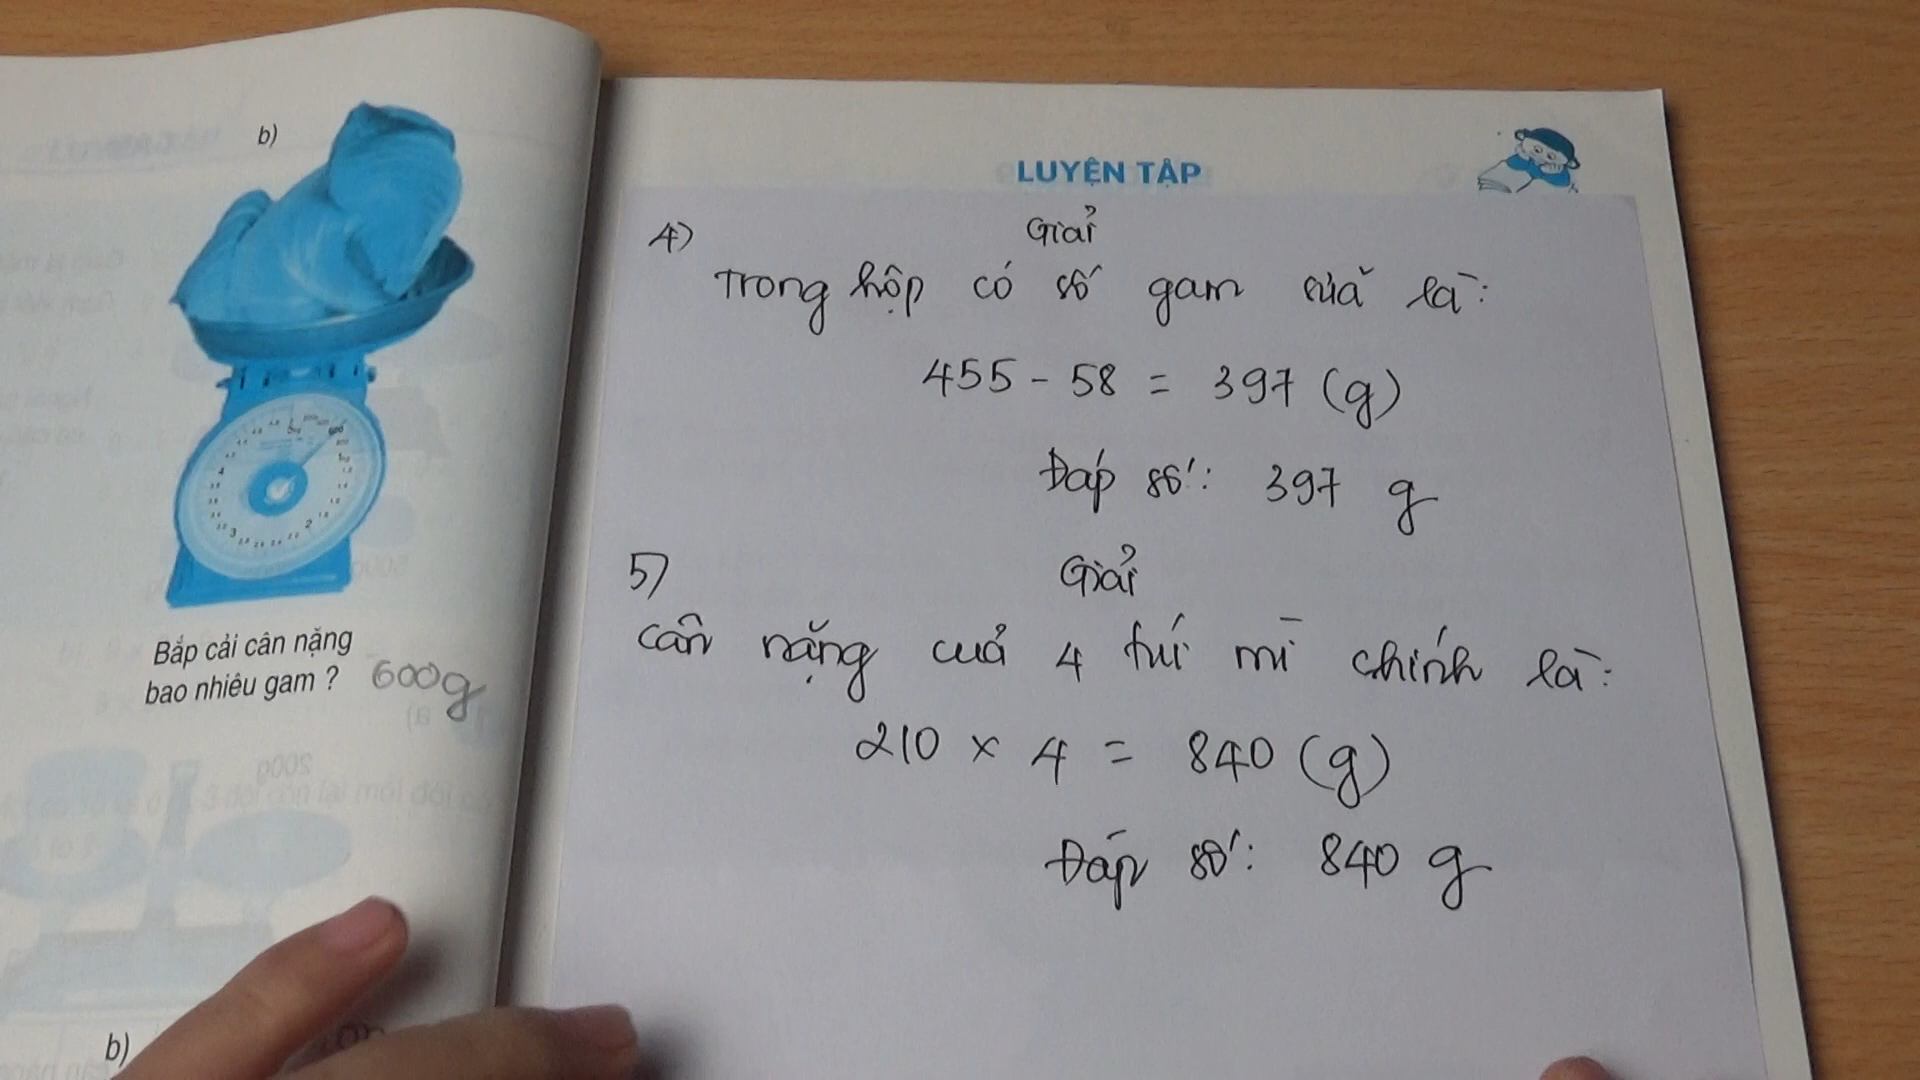 b)
Bắp cải cân nặng
bao nhiêu gam ? 600g
b)
LUYỆN TẬP
4) Giải
Trong hộp có số gam sữa là:
455 - 58 = 397 (g)
Đáp số: 397 g
5) Giải
Cân nặng của 4 túi mì chính là:
210 x 4 = 840 (g)
Đáp số: 840 g